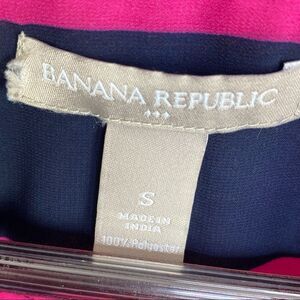 BANANA REPUBLIC
S
MADE IN
INDIA
100% Polyester